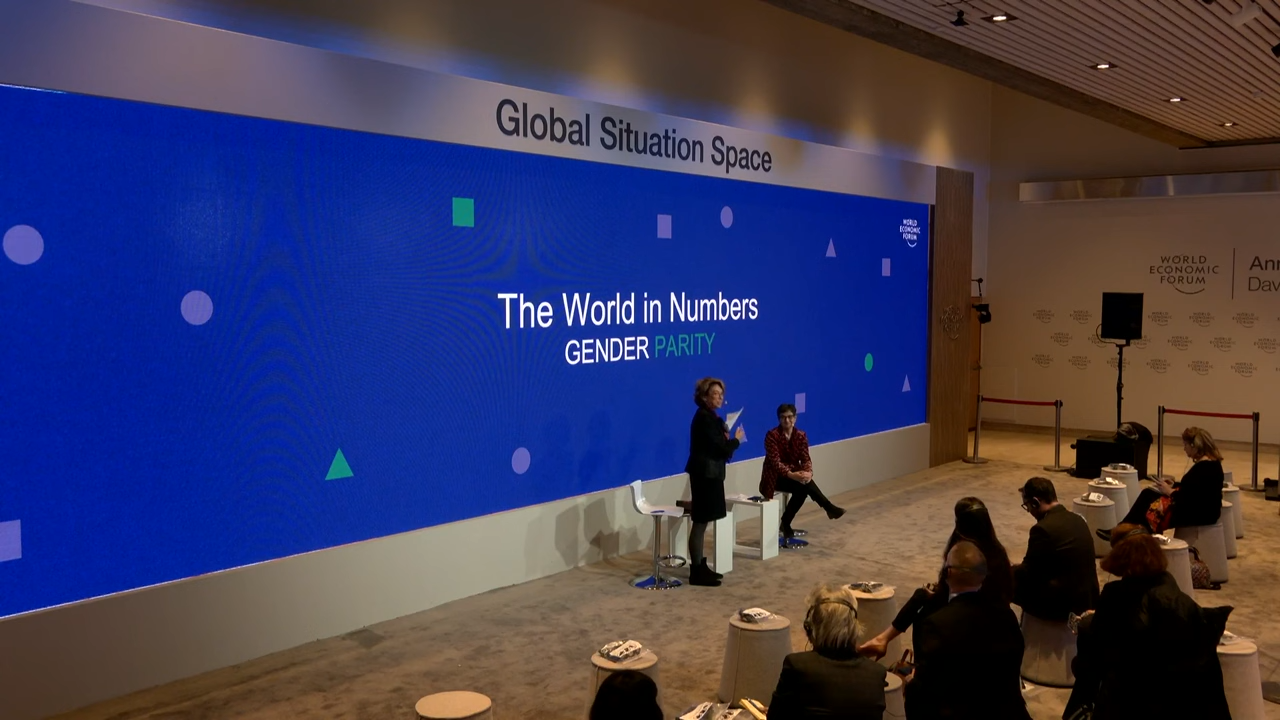 Global Situation Space
WORLD
ECONOMIC
FORUM
The World in Numbers
GENDER PARITY
WORLD
ECONOMIC
FORUM
Ann
Dav